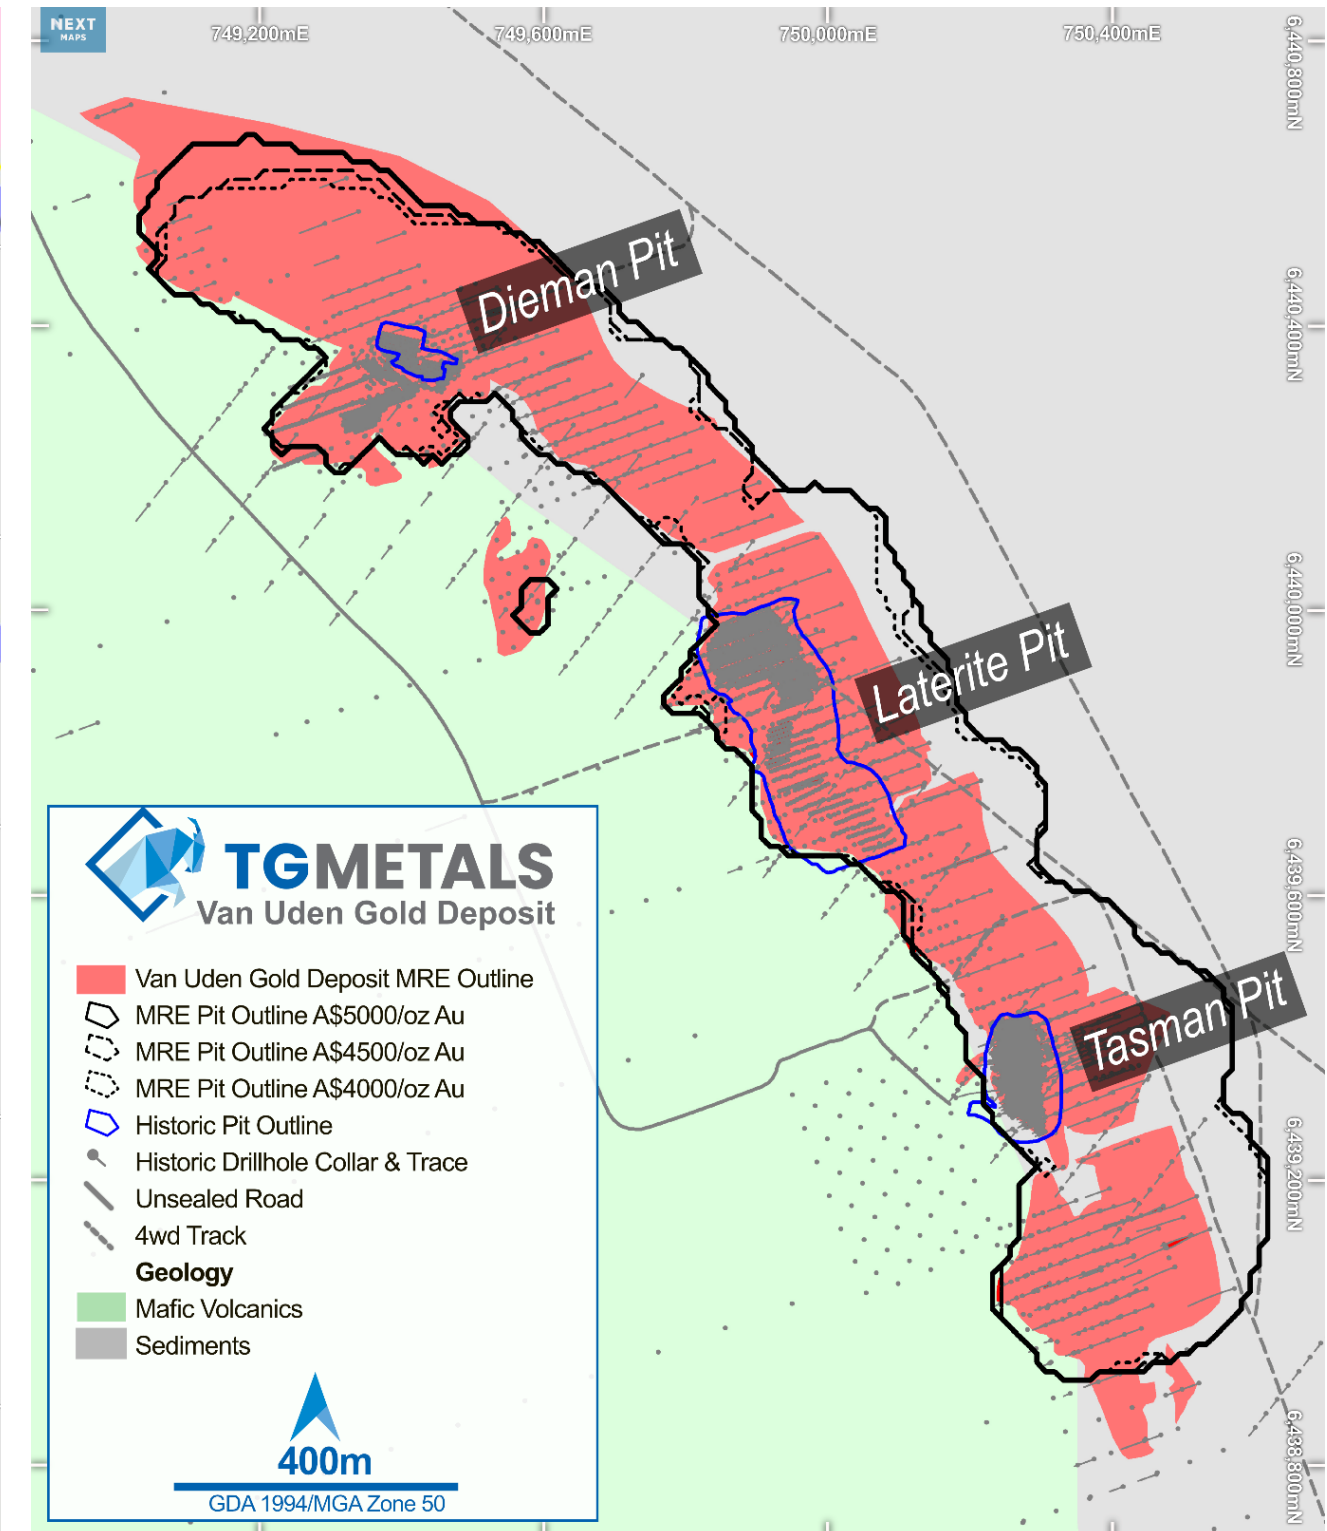 NEXT
MAPS
749,200mE
749,600mE
750,000mE
750,400mE
6,440,800mN
Dieman Pit
6,440,400mN
6,440,000mN
Laterite Pit
6,439,600mN
Tasman Pit
6,439,200mN
6,438,800mN
TGMETALS
Van Uden Gold Deposit
Van Uden Gold Deposit MRE Outline
MRE Pit Outline A$5000/oz Au
MRE Pit Outline A$4500/oz Au
MRE Pit Outline A$4000/oz Au
Historic Pit Outline
Historic Drillhole Collar & Trace
Unsealed Road
4wd Track
Geology
Mafic Volcanics
Sediments
400m
GDA 1994/MGA Zone 50